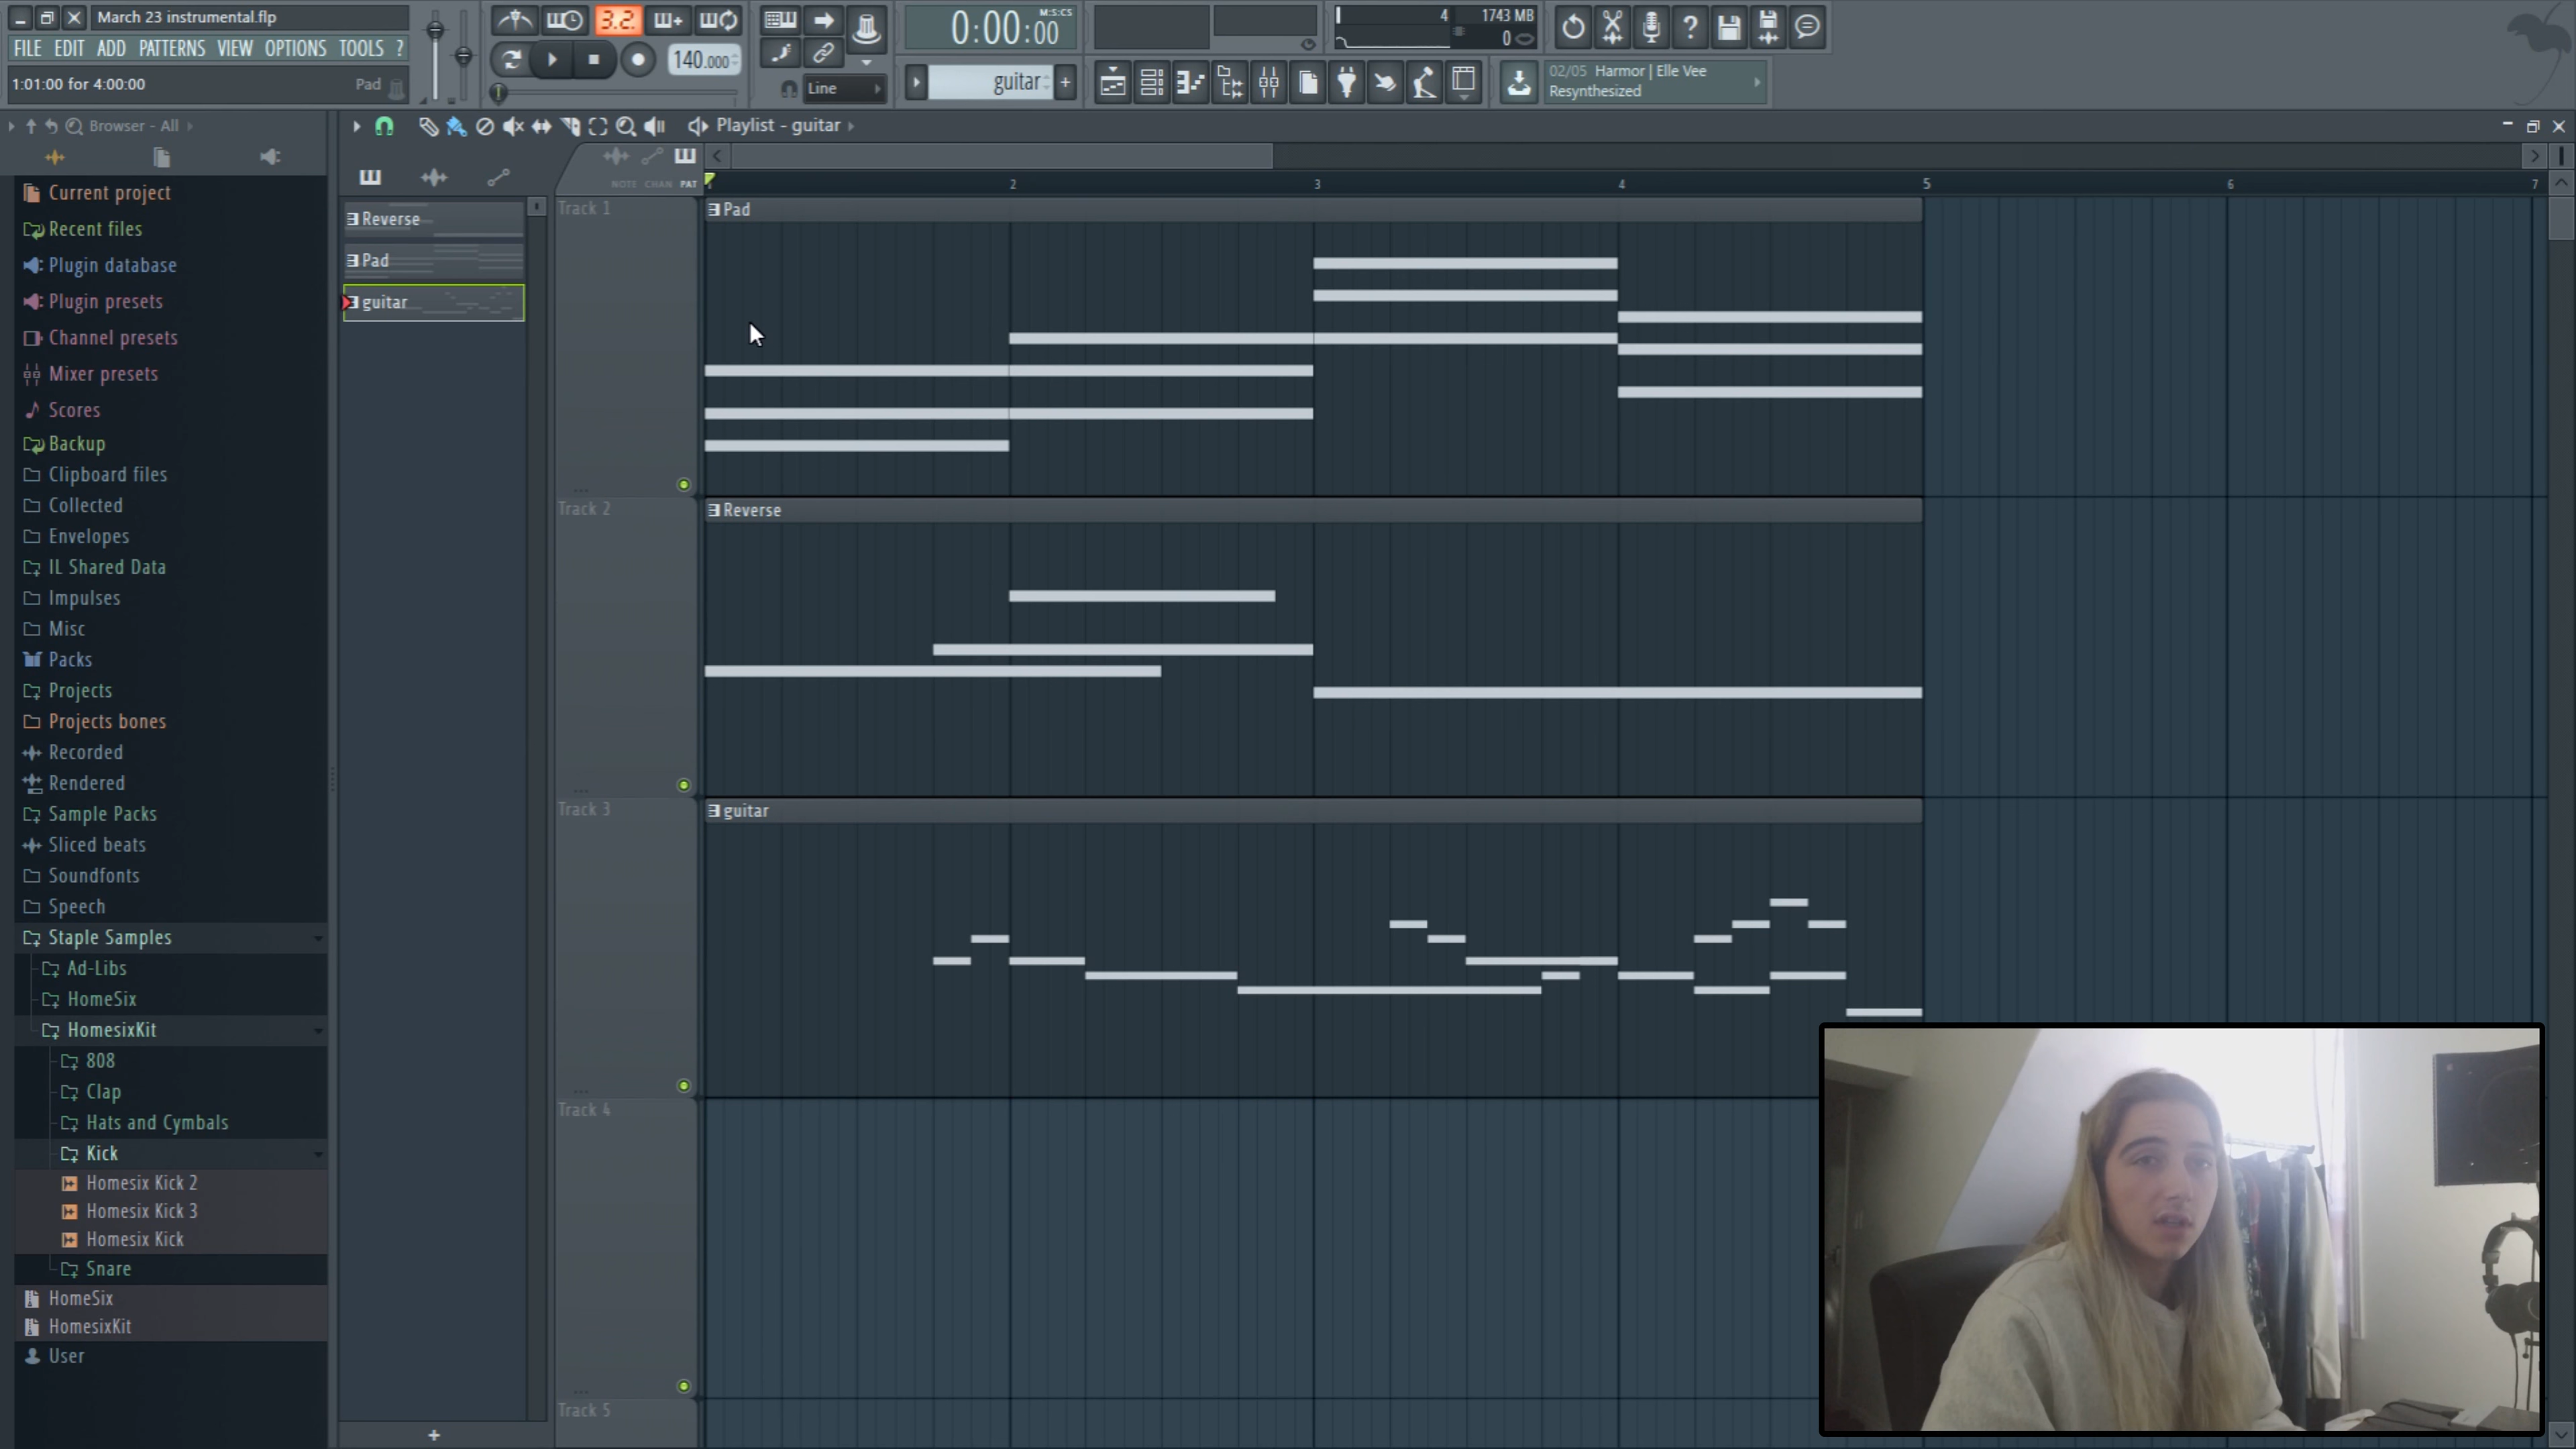 March 23 instrumental.flp
FILE EDIT ADD PATTERNS VIEW OPTIONS TOOLS ?
1:01:00 for 4:00:00 Pad
3.2.
140.000
Line
0:00:00
M:S:CS
guitar
4
1743 MB
0
02/05 Harmor | Elle Vee
Resynthesized
Browser - All
Playlist - guitar
NOTE CHAN PAT
2 3 4 5 6 7
Current project
Recent files
Plugin database
Plugin presets
Channel presets
Mixer presets
Scores
Backup
Clipboard files
Collected
Envelopes
IL Shared Data
Impulses
Misc
Packs
Projects
Projects bones
Recorded
Rendered
Sample Packs
Sliced beats
Soundfonts
Speech
Staple Samples
Ad-Libs
HomeSix
HomesixKit
808
Clap
Hats and Cymbals
Kick
Homesix Kick 2
Homesix Kick 3
Homesix Kick
Snare
HomeSix
HomesixKit
User
Reverse
Pad
guitar
Track 1
Pad
Track 2
Reverse
Track 3
guitar
Track 4
Track 5